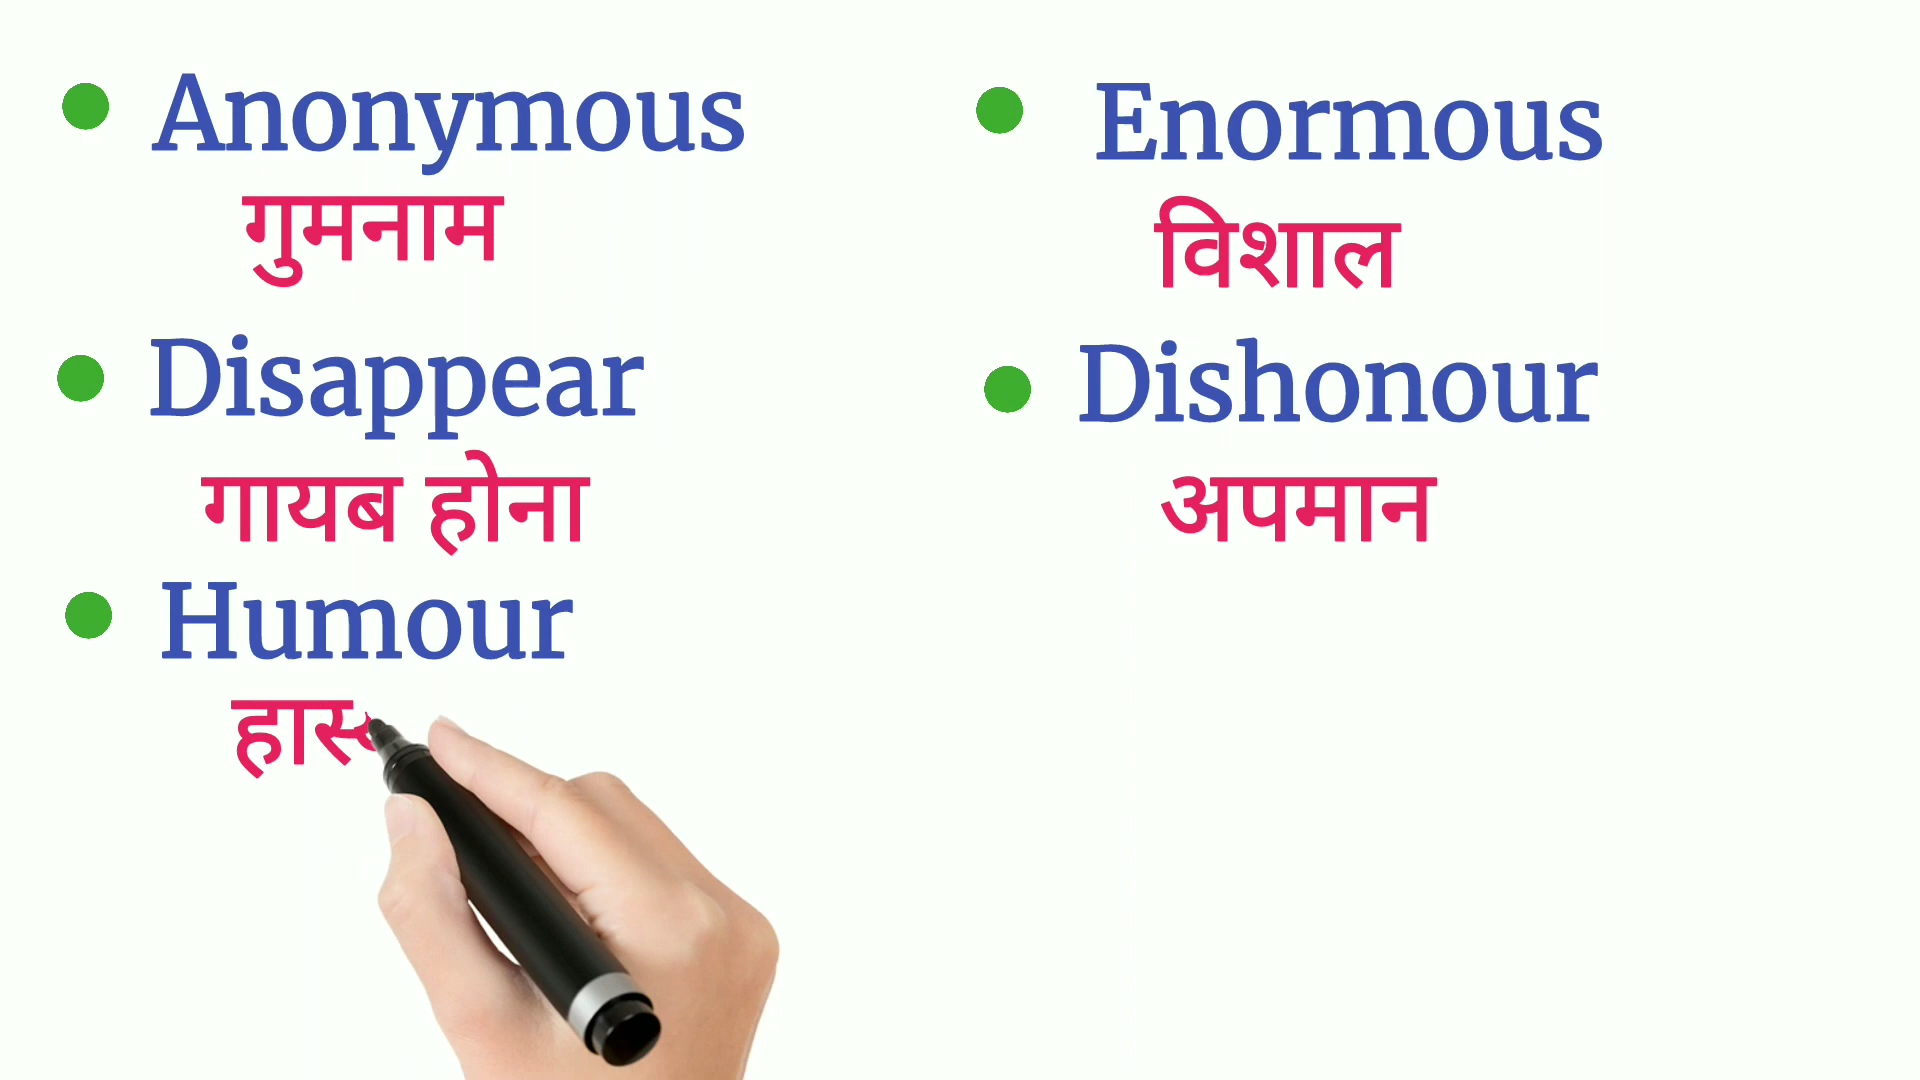 Anonymous
गुमनाम
Enormous
विशाल
Disappear
गायब होना
Dishonour
अपमान
Humour